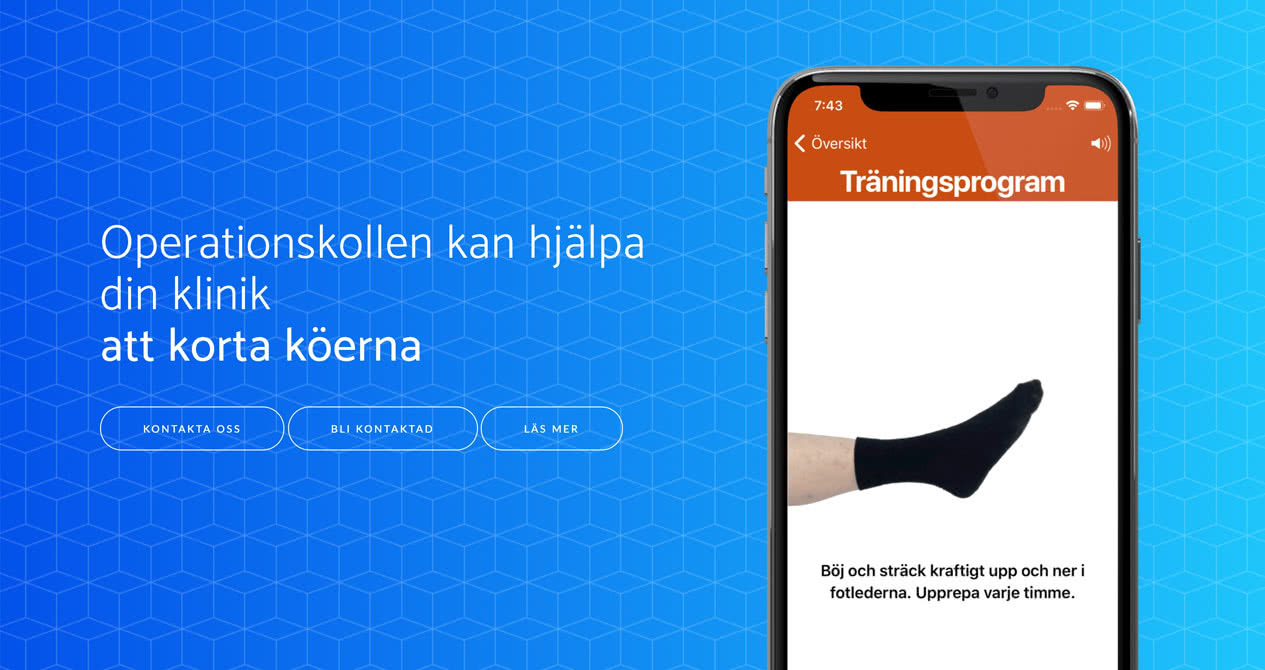 Operationskollen kan hjälpa
din klinik
att korta köerna
KONTAKTA OSS
BLI KONTAKTAD
LÄS MER
7:43
Översikt
Träningsprogram
Böj och sträck kraftigt upp och ner i
fotlederna. Upprepa varje timme.